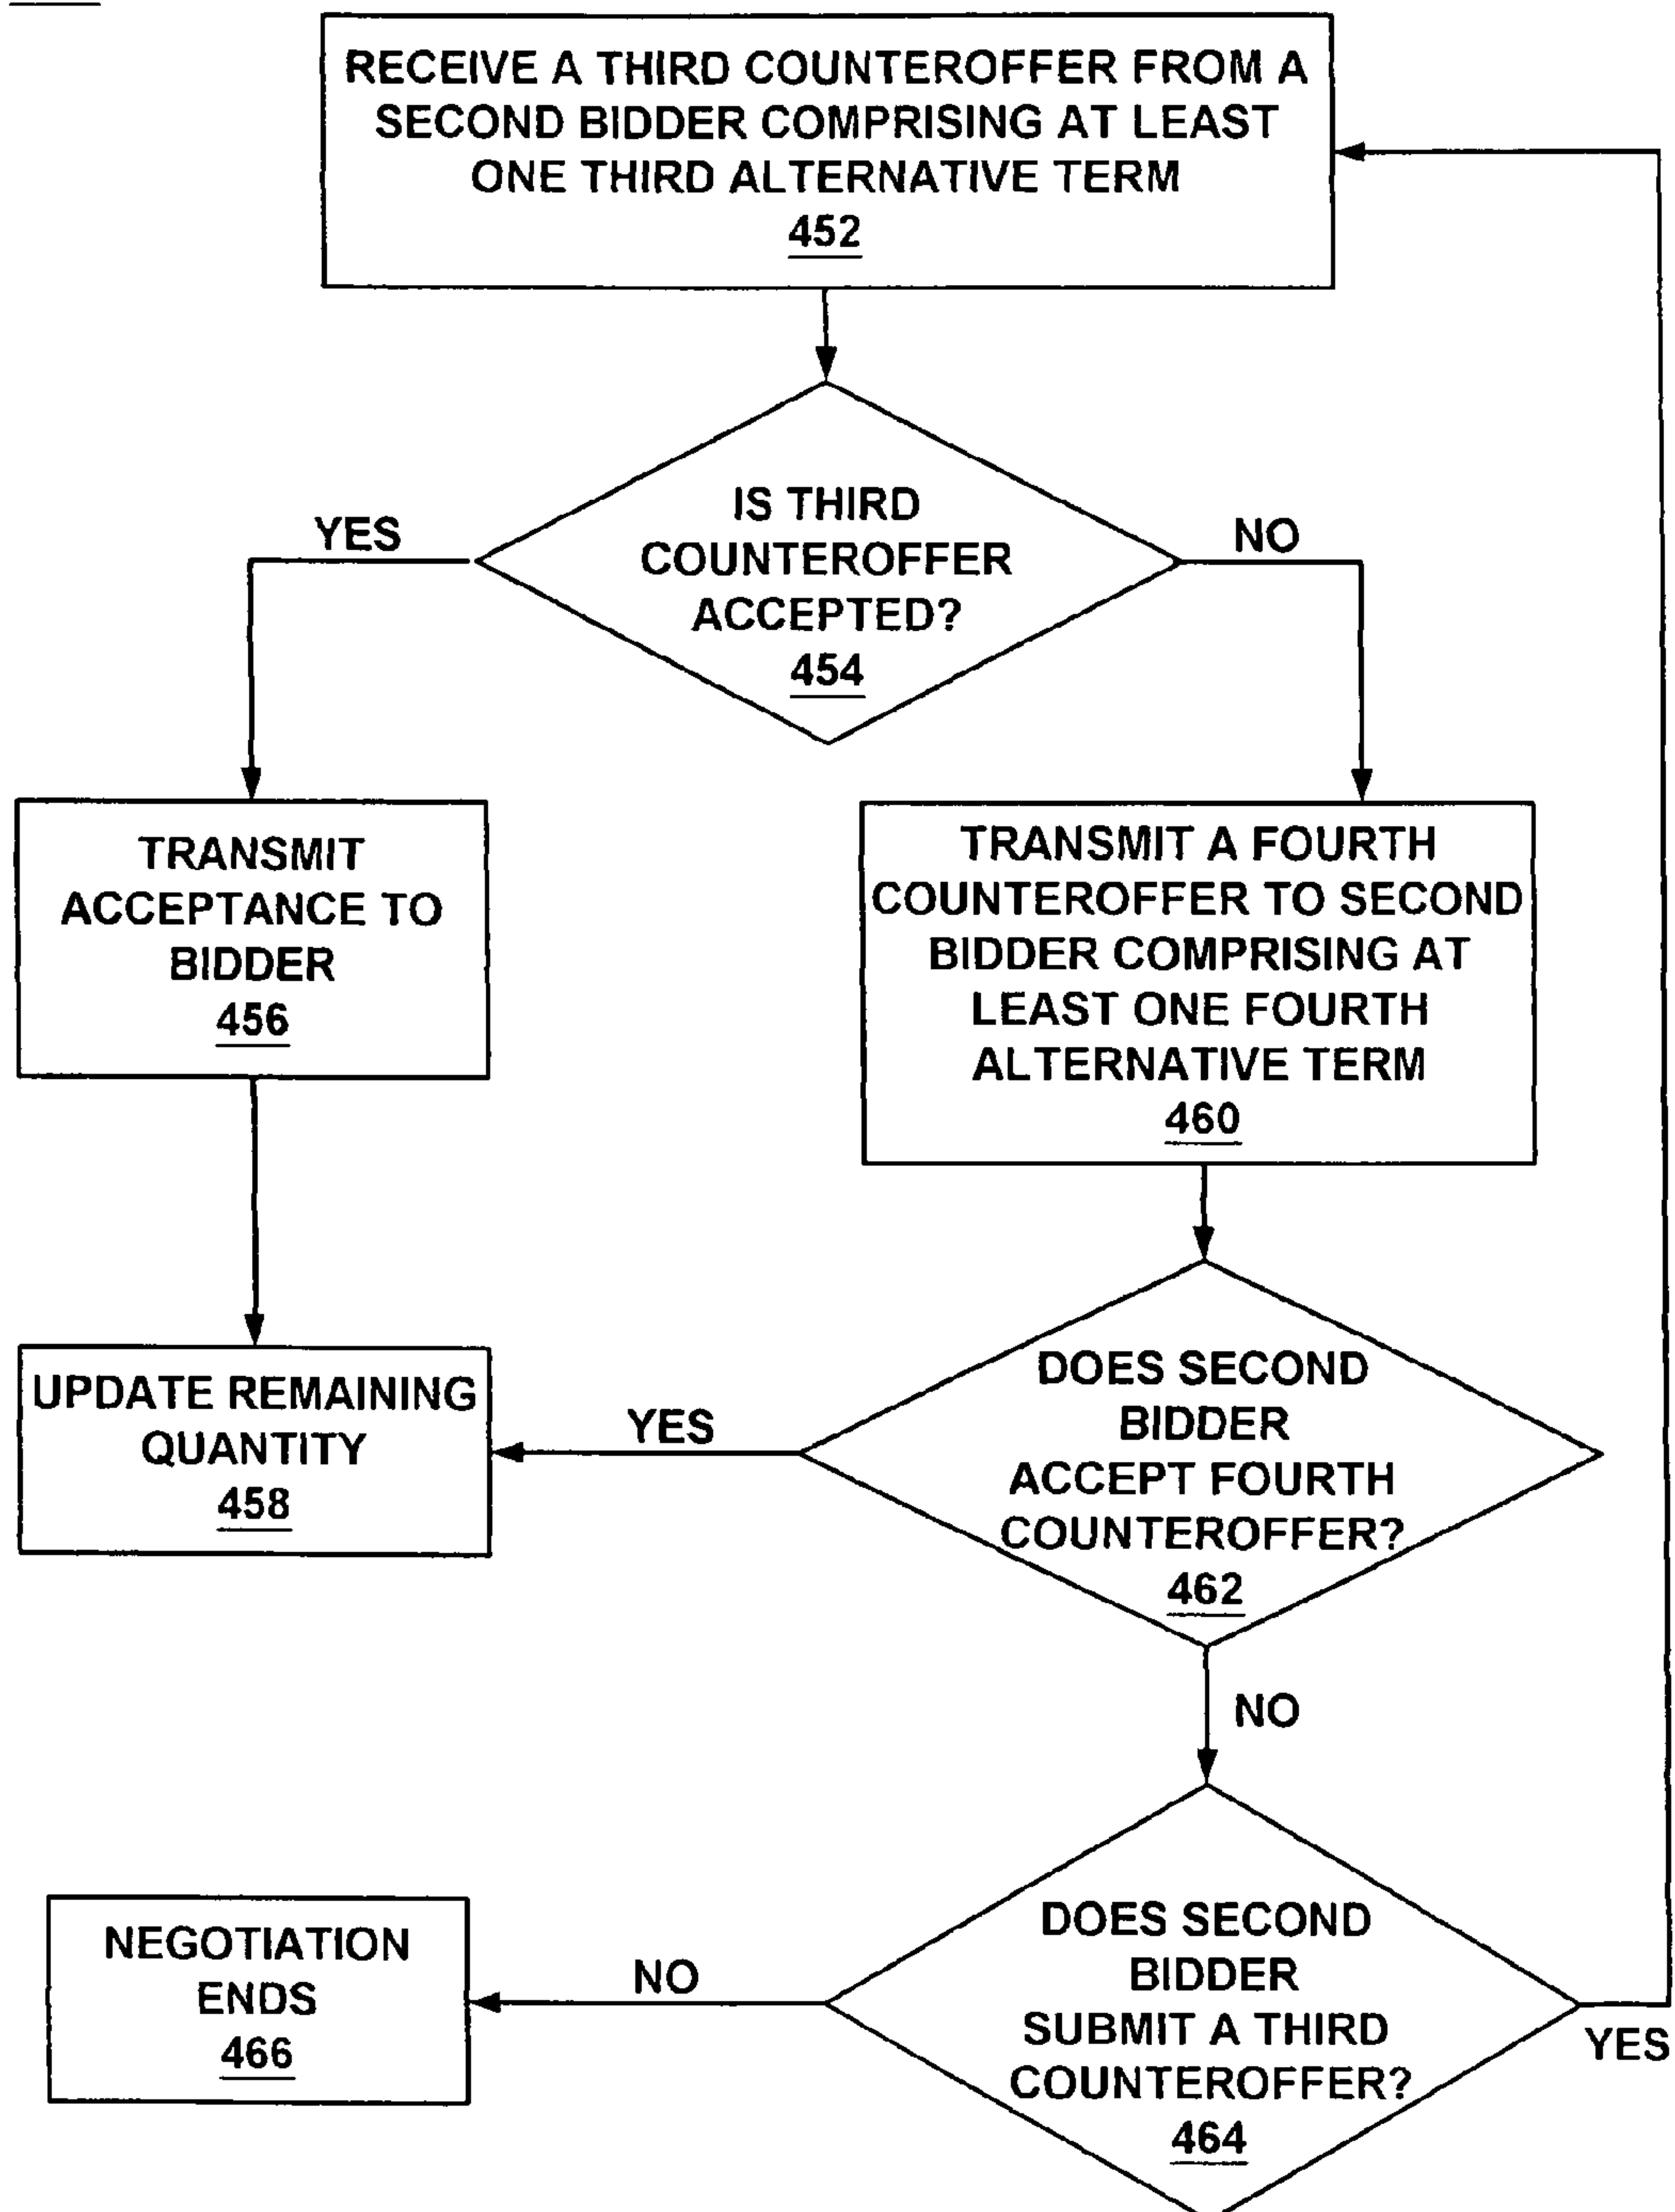 RECEIVE A THIRD COUNTEROFFER FROM A
SECOND BIDDER COMPRISING AT LEAST
ONE THIRD ALTERNATIVE TERM
452
IS THIRD
COUNTEROFFER
ACCEPTED?
454
YES
NO
TRANSMIT
ACCEPTANCE TO
BIDDER
456
TRANSMIT A FOURTH
COUNTEROFFER TO SECOND
BIDDER COMPRISING AT
LEAST ONE FOURTH
ALTERNATIVE TERM
460
UPDATE REMAINING
QUANTITY
458
YES
DOES SECOND
BIDDER
ACCEPT FOURTH
COUNTEROFFER?
462
NO
NEGOTIATION
ENDS
466
NO
DOES SECOND
BIDDER
SUBMIT A THIRD
COUNTEROFFER?
464
YES